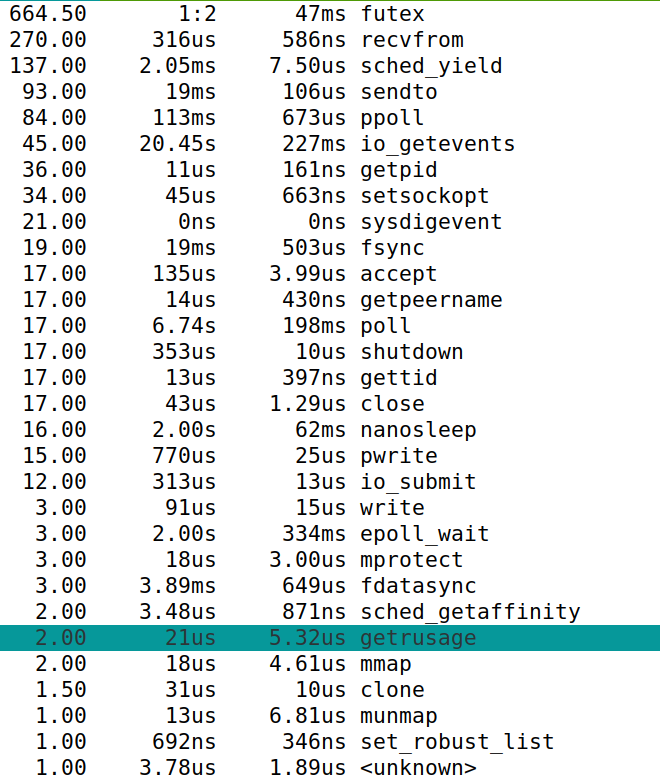 664.50 1:2 47ms futex
270.00 316us 586ns recvfrom
137.00 2.05ms 7.50us sched_yield
93.00 19ms 106us sendto
84.00 113ms 673us ppoll
45.00 20.45s 227ms io_getevents
36.00 11us 161ns getpid
34.00 45us 663ns setsockopt
21.00 0ns 0ns sysdigevent
19.00 19ms 503us fsync
17.00 135us 3.99us accept
17.00 14us 430ns getpeername
17.00 6.74s 198ms poll
17.00 353us 10us shutdown
17.00 13us 397ns gettid
17.00 43us 1.29us close
16.00 2.00s 62ms nanosleep
15.00 770us 25us pwrite
12.00 313us 13us io_submit
3.00 91us 15us write
3.00 2.00s 334ms epoll_wait
3.00 18us 3.00us mprotect
3.00 3.89ms 649us fdatasync
2.00 3.48us 871ns sched_getaffinity
2.00 21us 5.32us getrusage
2.00 18us 4.61us mmap
1.50 31us 10us clone
1.00 13us 6.81us munmap
1.00 692ns 346ns set_robust_list
1.00 3.78us 1.89us <unknown>